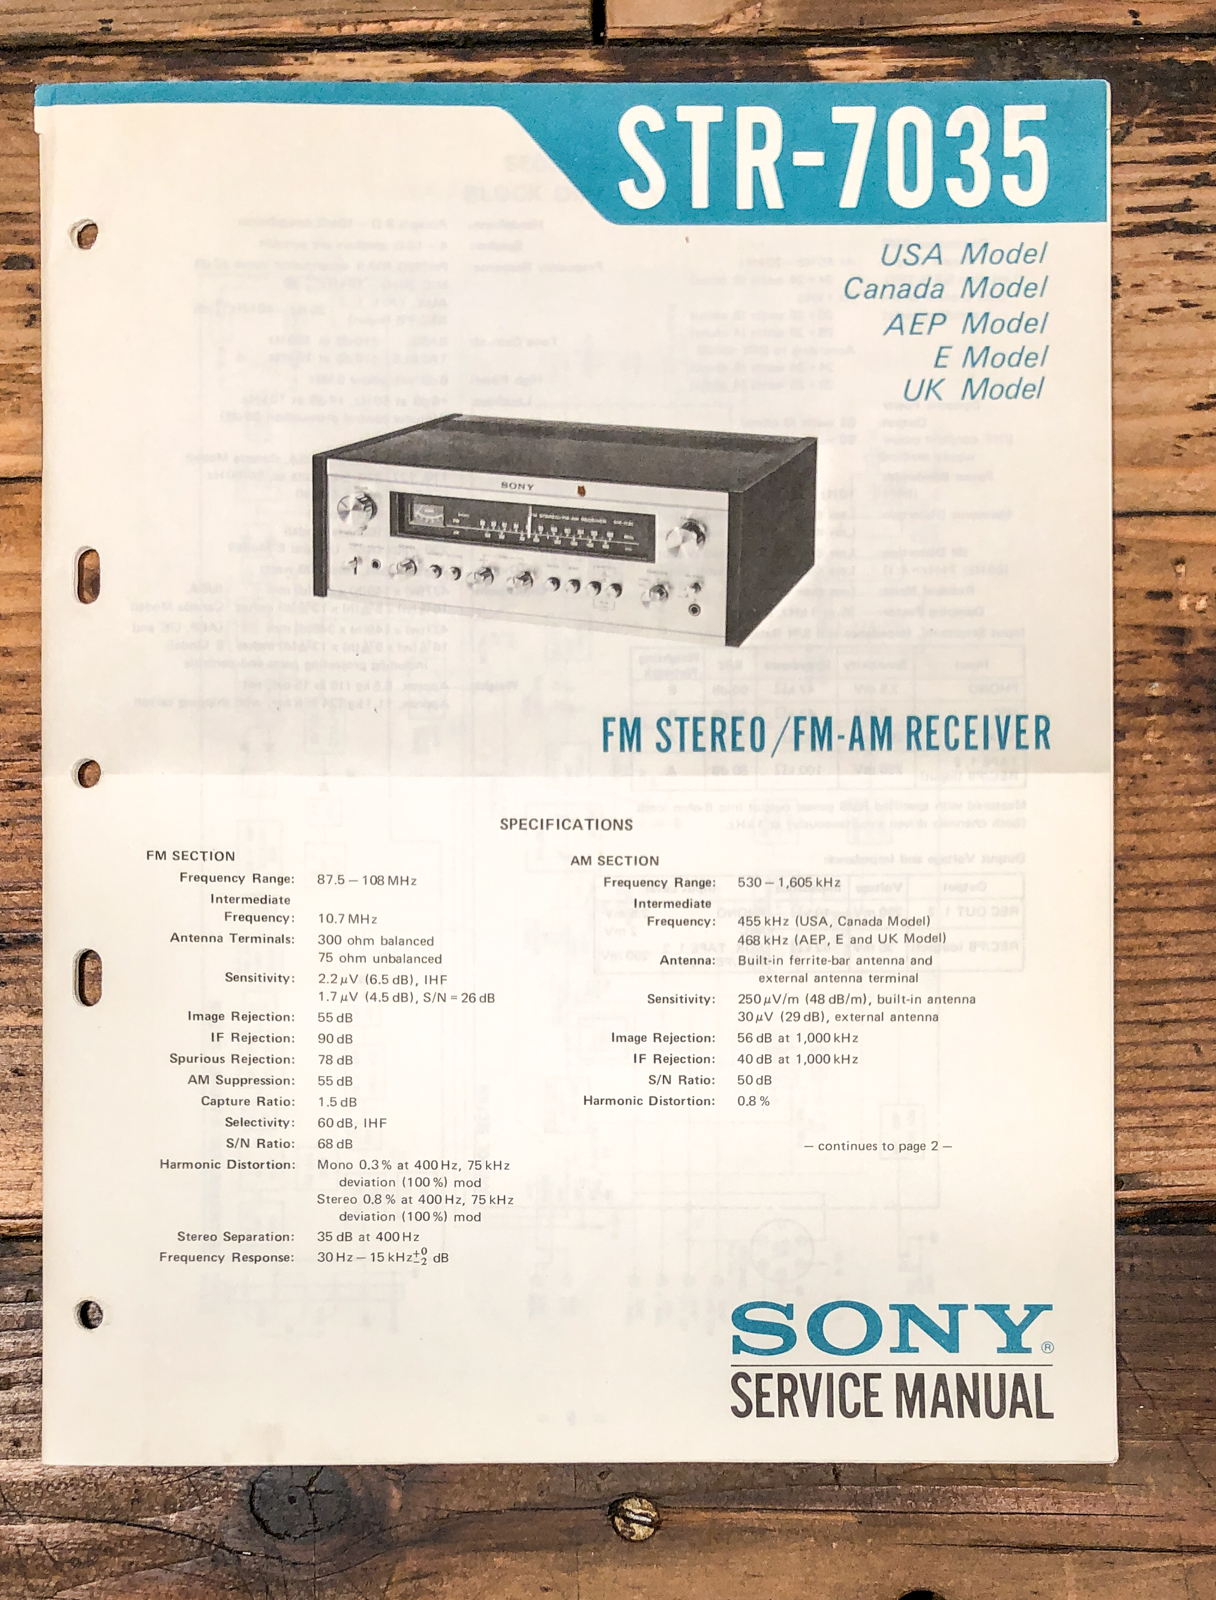 STR-7035
USA Model
Canada Model
AEP Model
E Model
UK Model
SONY
FM STEREO/FM-AM RECEIVER
SPECIFICATIONS
FM SECTION
Frequency Range: 87.5 – 108 MHz
Intermediate
Frequency: 10.7 MHz
Antenna Terminals: 300 ohm balanced
75 ohm unbalanced
Sensitivity: 2.2 μV (6.5 dB), IHF
1.7 μV (4.5 dB), S/N = 26 dB
Image Rejection: 55 dB
IF Rejection: 90 dB
Spurious Rejection: 78 dB
AM Suppression: 55 dB
Capture Ratio: 1.5 dB
Selectivity: 60 dB, IHF
S/N Ratio: 68 dB
Harmonic Distortion: Mono 0.3 % at 400 Hz, 75 kHz
deviation (100 %) mod
Stereo 0.8 % at 400 Hz, 75 kHz
deviation (100 %) mod
Stereo Separation: 35 dB at 400 Hz
Frequency Response: 30 Hz – 15 kHz +0 −2 dB
AM SECTION
Frequency Range: 530 – 1,605 kHz
Intermediate
Frequency: 455 kHz (USA, Canada Model)
468 kHz (AEP, E and UK Model)
Antenna: Built-in ferrite-bar antenna and
external antenna terminal
Sensitivity: 250 μV/m (48 dB/m), built-in antenna
30 μV (29 dB), external antenna
Image Rejection: 56 dB at 1,000 kHz
IF Rejection: 40 dB at 1,000 kHz
S/N Ratio: 50 dB
Harmonic Distortion: 0.8 %
– continues to page 2 –
SONY®
SERVICE MANUAL